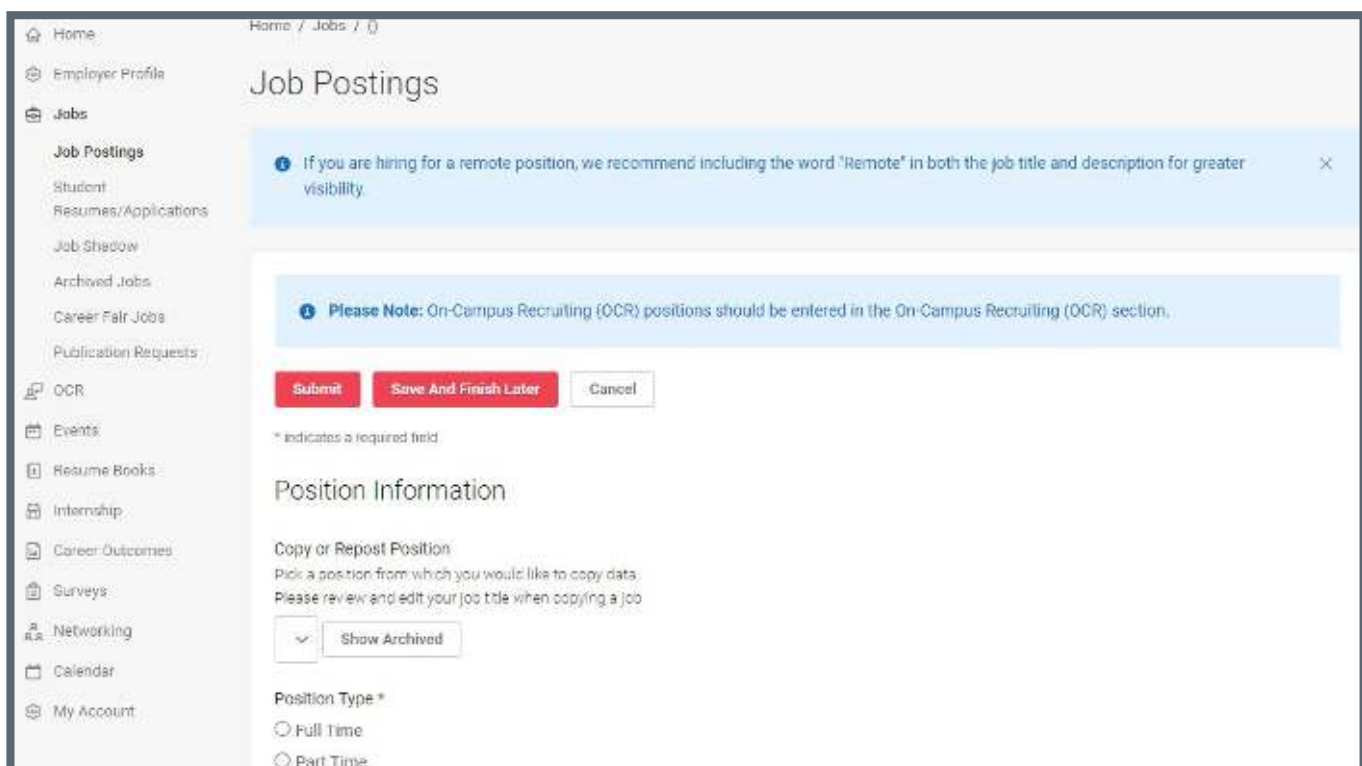 Home
Employer Profile
Jobs
Job Postings
Student
Resumes/Applications
Job Shadow
Archived Jobs
Career Fair Jobs
Publication Requests
OCR
Events
Resume Books
Internship
Career Outcomes
Surveys
Networking
Calendar
My Account
Home / Jobs / ()
Job Postings
If you are hiring for a remote position, we recommend including the word "Remote" in both the job title and description for greater
visibility.
Please Note: On-Campus Recruiting (OCR) positions should be entered in the On-Campus Recruiting (OCR) section.
Submit Save And Finish Later Cancel
* indicates a required field
Position Information
Copy or Repost Position
Pick a position from which you would like to copy data
Please review and edit your job title when copying a job
Show Archived
Position Type *
Full Time
Part Time